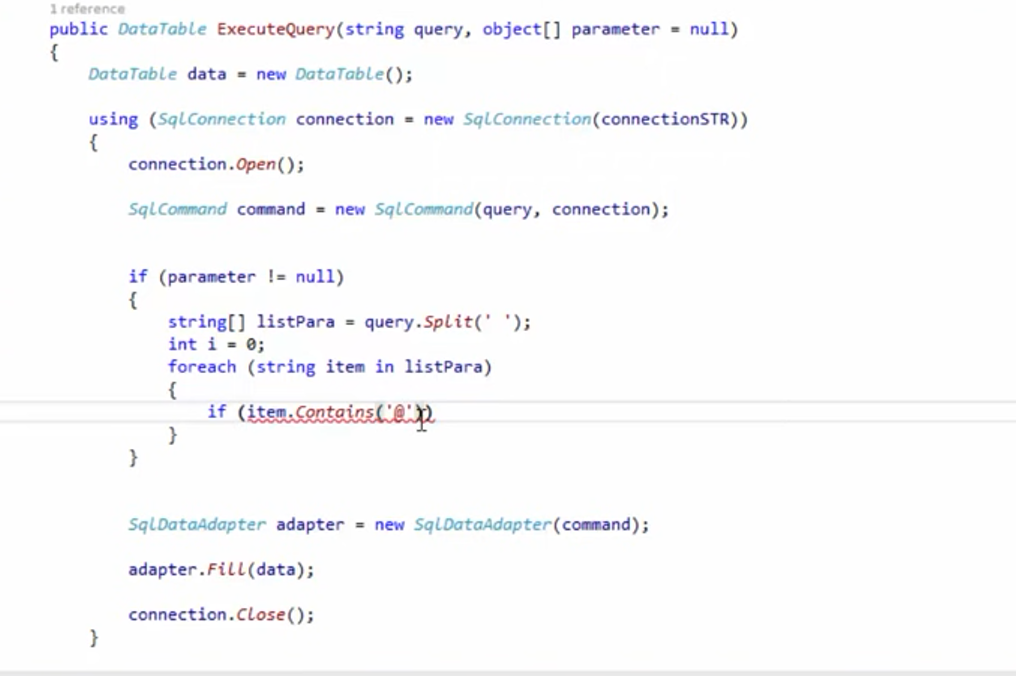 1 reference
public DataTable ExecuteQuery(string query, object[] parameter = null)
{
DataTable data = new DataTable();
using (SqlConnection connection = new SqlConnection(connectionSTR))
{
connection.Open();
SqlCommand command = new SqlCommand(query, connection);
if (parameter != null)
{
string[] listPara = query.Split(' ');
int i = 0;
foreach (string item in listPara)
{
if (item.Contains('@'))
}
}
SqlDataAdapter adapter = new SqlDataAdapter(command);
adapter.Fill(data);
connection.Close();
}